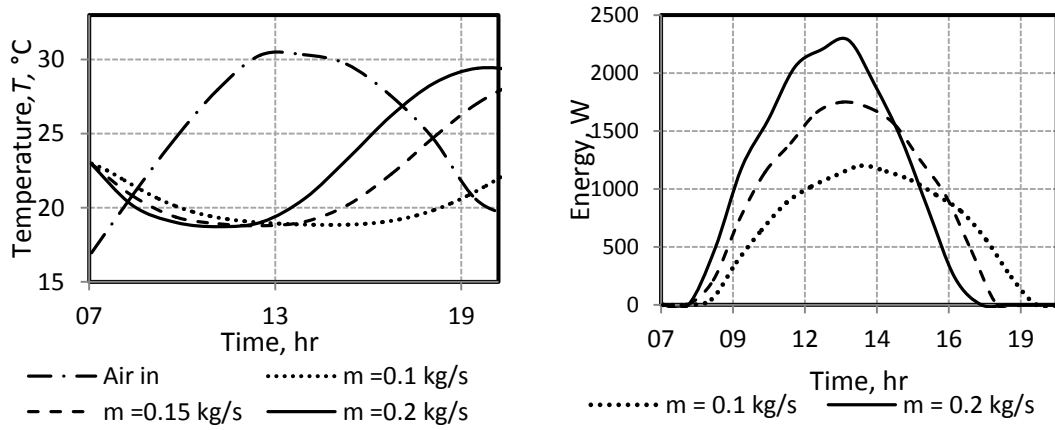 Temperature, T, °C
30
25
20
15
07
13
19
Time, hr
Air in
m =0.1 kg/s
m =0.15 kg/s
m =0.2 kg/s
Energy, W
2500
2000
1500
1000
500
0
07
09
12
14
16
19
Time, hr
m = 0.1 kg/s
m = 0.2 kg/s